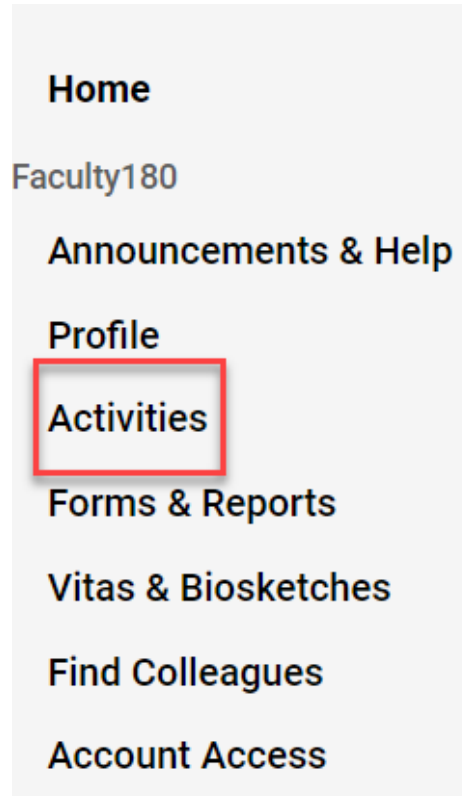 Home
Faculty180
Announcements & Help
Profile
Activities
Forms & Reports
Vitas & Biosketches
Find Colleagues
Account Access